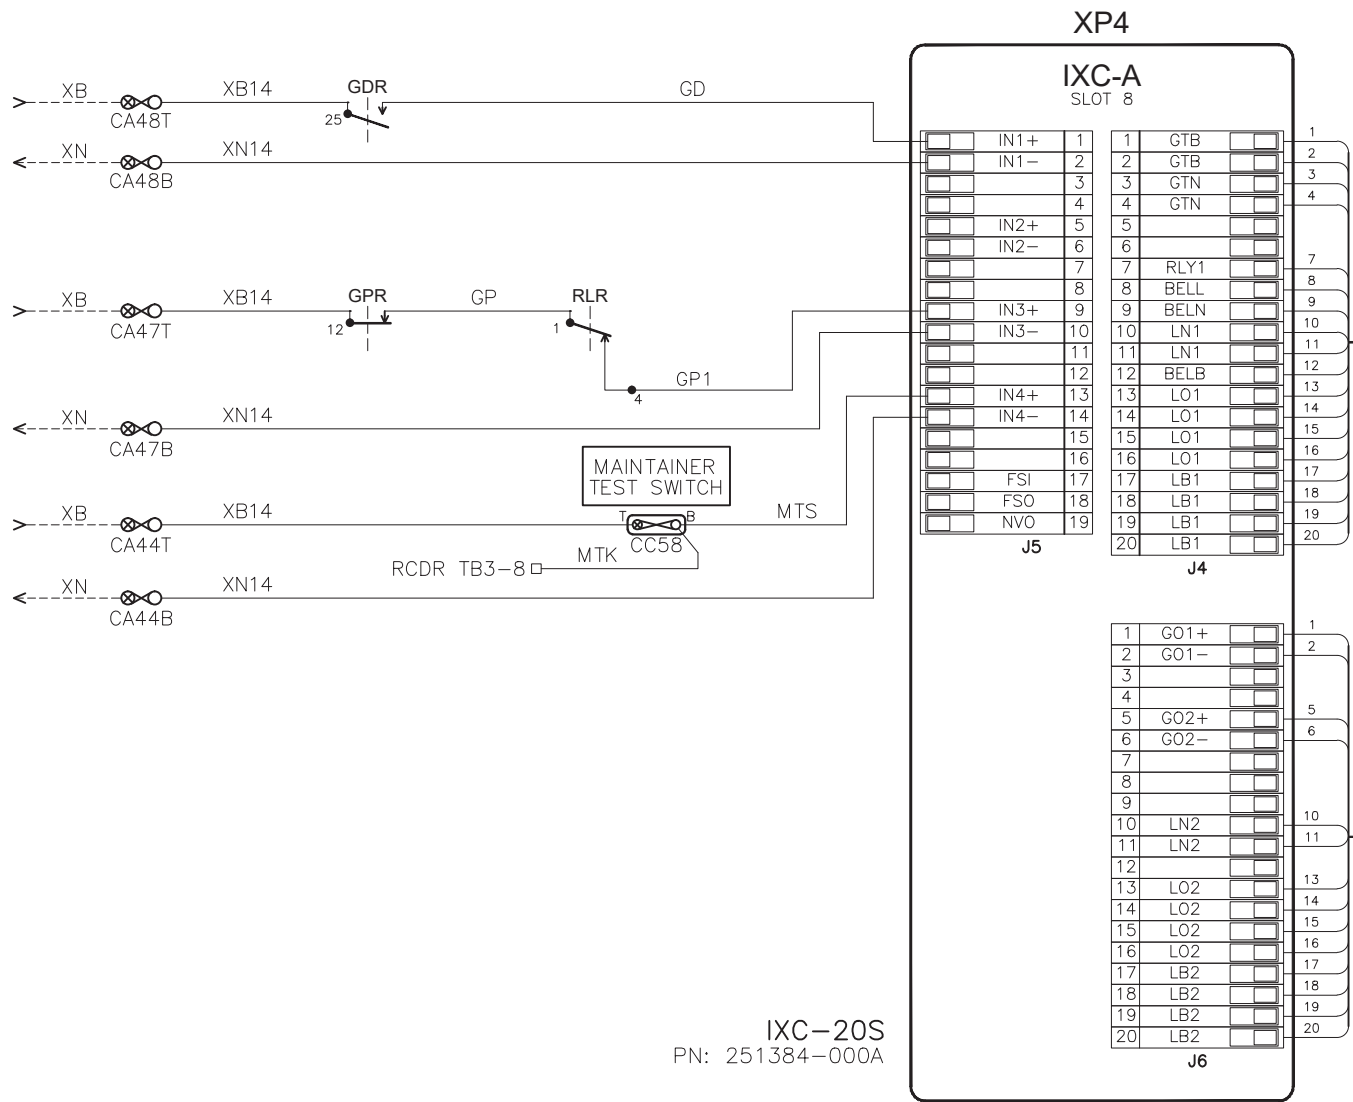 XP4
IXC-A
SLOT 8
XB XB14 GDR GD
CA48T 25
XN XN14
CA48B
XB XB14 GPR GP RLR
CA47T 12 1
GP1
4
XN XN14
CA47B
MAINTAINER
TEST SWITCH
XB XB14 T B MTS
CA44T CC58
MTK
RCDR TB3-8
XN XN14
CA44B
IN1+ 1
IN1- 2
3
4
IN2+ 5
IN2- 6
7
8
IN3+ 9
IN3- 10
11
12
IN4+ 13
IN4- 14
15
16
FSI 17
FSO 18
NVO 19
J5
1 GTB 1
2 GTB 2
3 GTN 3
4 GTN 4
5
6
7 RLY1 7
8 BELL 8
9 BELN 9
10 LN1 10
11 LN1 11
12 BELB 12
13 LO1 13
14 LO1 14
15 LO1 15
16 LO1 16
17 LB1 17
18 LB1 18
19 LB1 19
20 LB1 20
J4
1 GO1+ 1
2 GO1- 2
3
4
5 GO2+ 5
6 GO2- 6
7
8
9
10 LN2 10
11 LN2 11
12
13 LO2 13
14 LO2 14
15 LO2 15
16 LO2 16
17 LB2 17
18 LB2 18
19 LB2 19
20 LB2 20
J6
IXC-20S
PN: 251384-000A